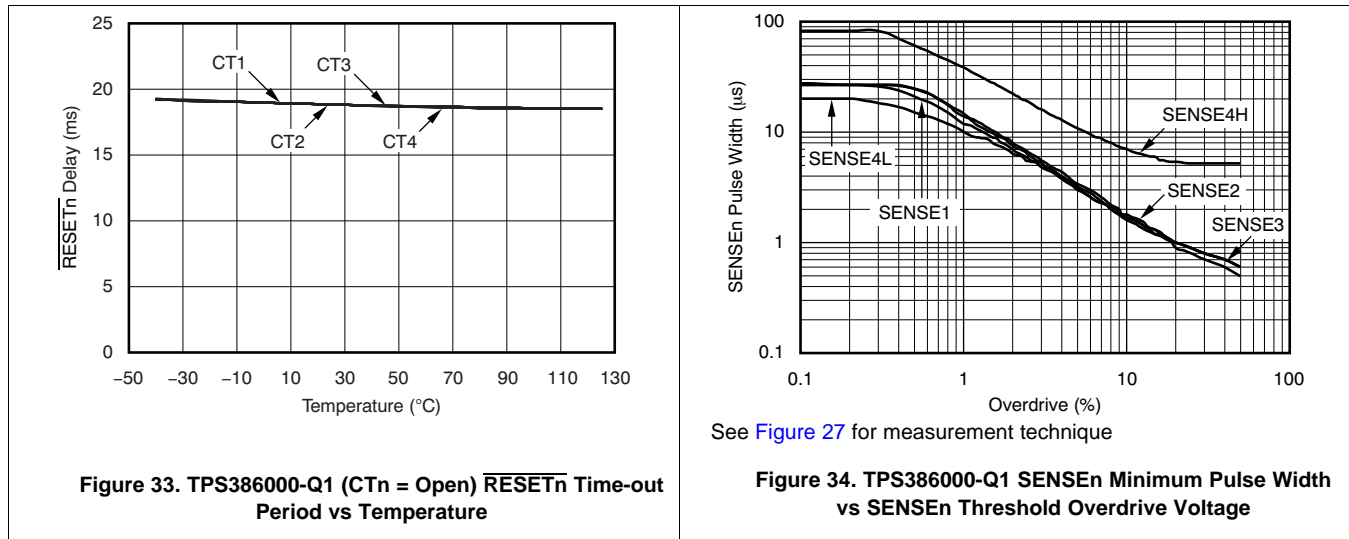 25
20
15
10
5
0
RESETn Delay (ms)
CT1
CT3
CT2
CT4
−50 −30 −10 10 30 50 70 90 110 130
Temperature (°C)
Figure 33. TPS386000-Q1 (CTn = Open) RESETn Time-out
Period vs Temperature
100
10
1
0.1
SENSEn Pulse Width (μs)
SENSE4H
SENSE4L
SENSE1
SENSE2
SENSE3
0.1 1 10 100
Overdrive (%)
See Figure 27 for measurement technique
Figure 34. TPS386000-Q1 SENSEn Minimum Pulse Width
vs SENSEn Threshold Overdrive Voltage